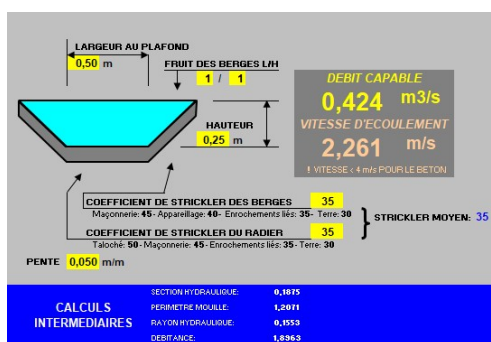 LARGEUR AU PLAFOND
0,50 m
FRUIT DES BERGES L/H
1 / 1
DEBIT CAPABLE
0,424 m3/s
VITESSE D'ECOULEMENT
2,261 m/s
! VITESSE < 4 m/s POUR LE BETON
HAUTEUR
0,25 m
COEFFICIENT DE STRICKLER DES BERGES 35
Maçonnerie: 45- Appareillage: 40- Enrochements liés: 35- Terre: 30
STRICKLER MOYEN: 35
COEFFICIENT DE STRICKLER DU RADIER 35
Taloché: 50- Maçonnerie: 45- Enrochements liés: 35- Terre: 30
PENTE 0,050 m/m
CALCULS INTERMEDIAIRES
SECTION HYDRAULIQUE: 0,1875
PERIMETRE MOUILLE: 1,2071
RAYON HYDRAULIQUE: 0,1553
DEBITANCE: 1,8963